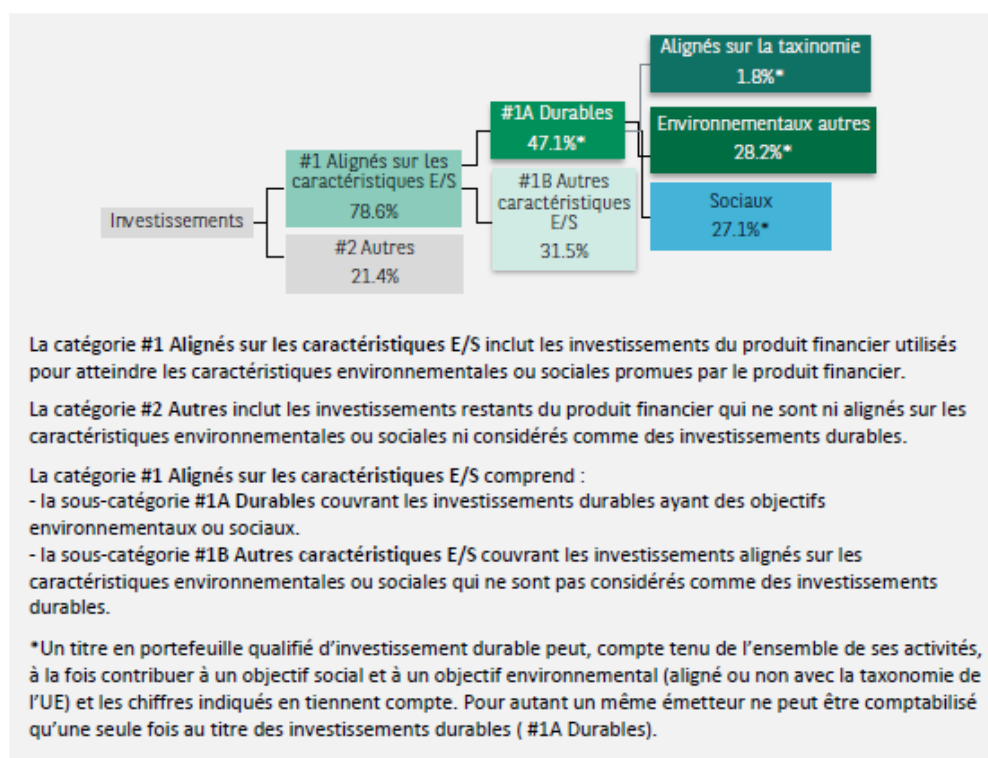 Alignés sur la taxinomie
1.8%*
#1A Durables
47.1%*
Environnementaux autres
28.2%*
#1 Alignés sur les
caractéristiques E/S
78.6%
#1B Autres
caractéristiques
E/S
31.5%
Sociaux
27.1%*
Investissements
#2 Autres
21.4%
La catégorie #1 Alignés sur les caractéristiques E/S inclut les investissements du produit financier utilisés
pour atteindre les caractéristiques environnementales ou sociales promues par le produit financier.
La catégorie #2 Autres inclut les investissements restants du produit financier qui ne sont ni alignés sur les
caractéristiques environnementales ou sociales ni considérés comme des investissements durables.
La catégorie #1 Alignés sur les caractéristiques E/S comprend :
- la sous-catégorie #1A Durables couvrant les investissements durables ayant des objectifs
environnementaux ou sociaux.
- la sous-catégorie #1B Autres caractéristiques E/S couvrant les investissements alignés sur les
caractéristiques environnementales ou sociales qui ne sont pas considérés comme des investissements
durables.
*Un titre en portefeuille qualifié d’investissement durable peut, compte tenu de l’ensemble de ses activités,
à la fois contribuer à un objectif social et à un objectif environnemental (aligné ou non avec la taxonomie de
l’UE) et les chiffres indiqués en tiennent compte. Pour autant un même émetteur ne peut être comptabilisé
qu’une seule fois au titre des investissements durables ( #1A Durables).